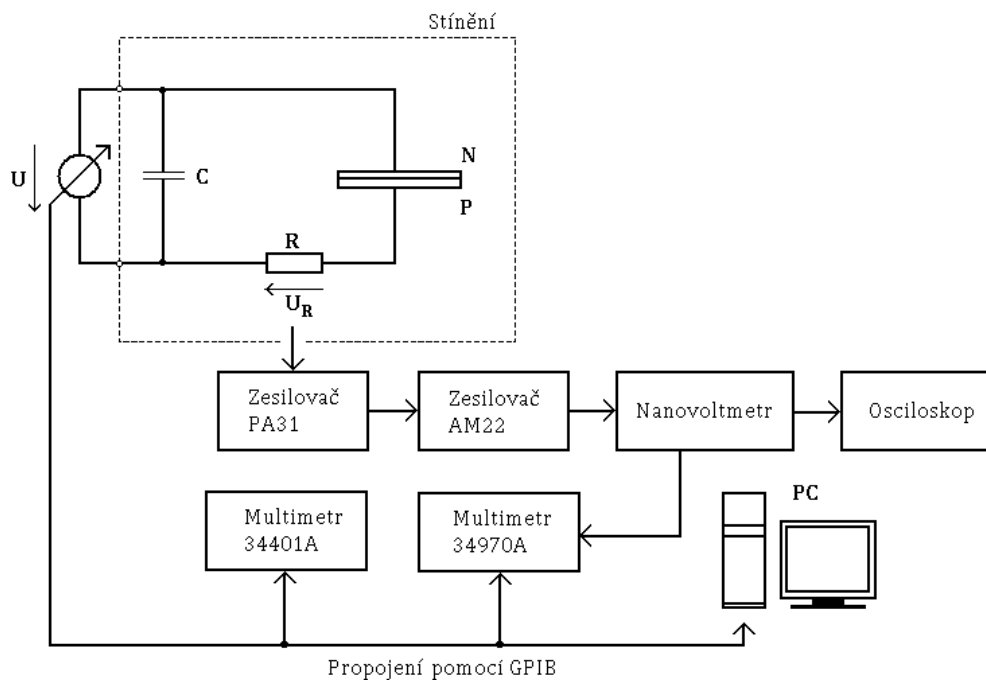 Stínění
U
C
N
P
R
U_R
Zesilovač
PA31
Zesilovač
AM22
Nanovoltmetr
Osciloskop
Multimetr
34401A
Multimetr
34970A
PC
Propojení pomocí GPIB